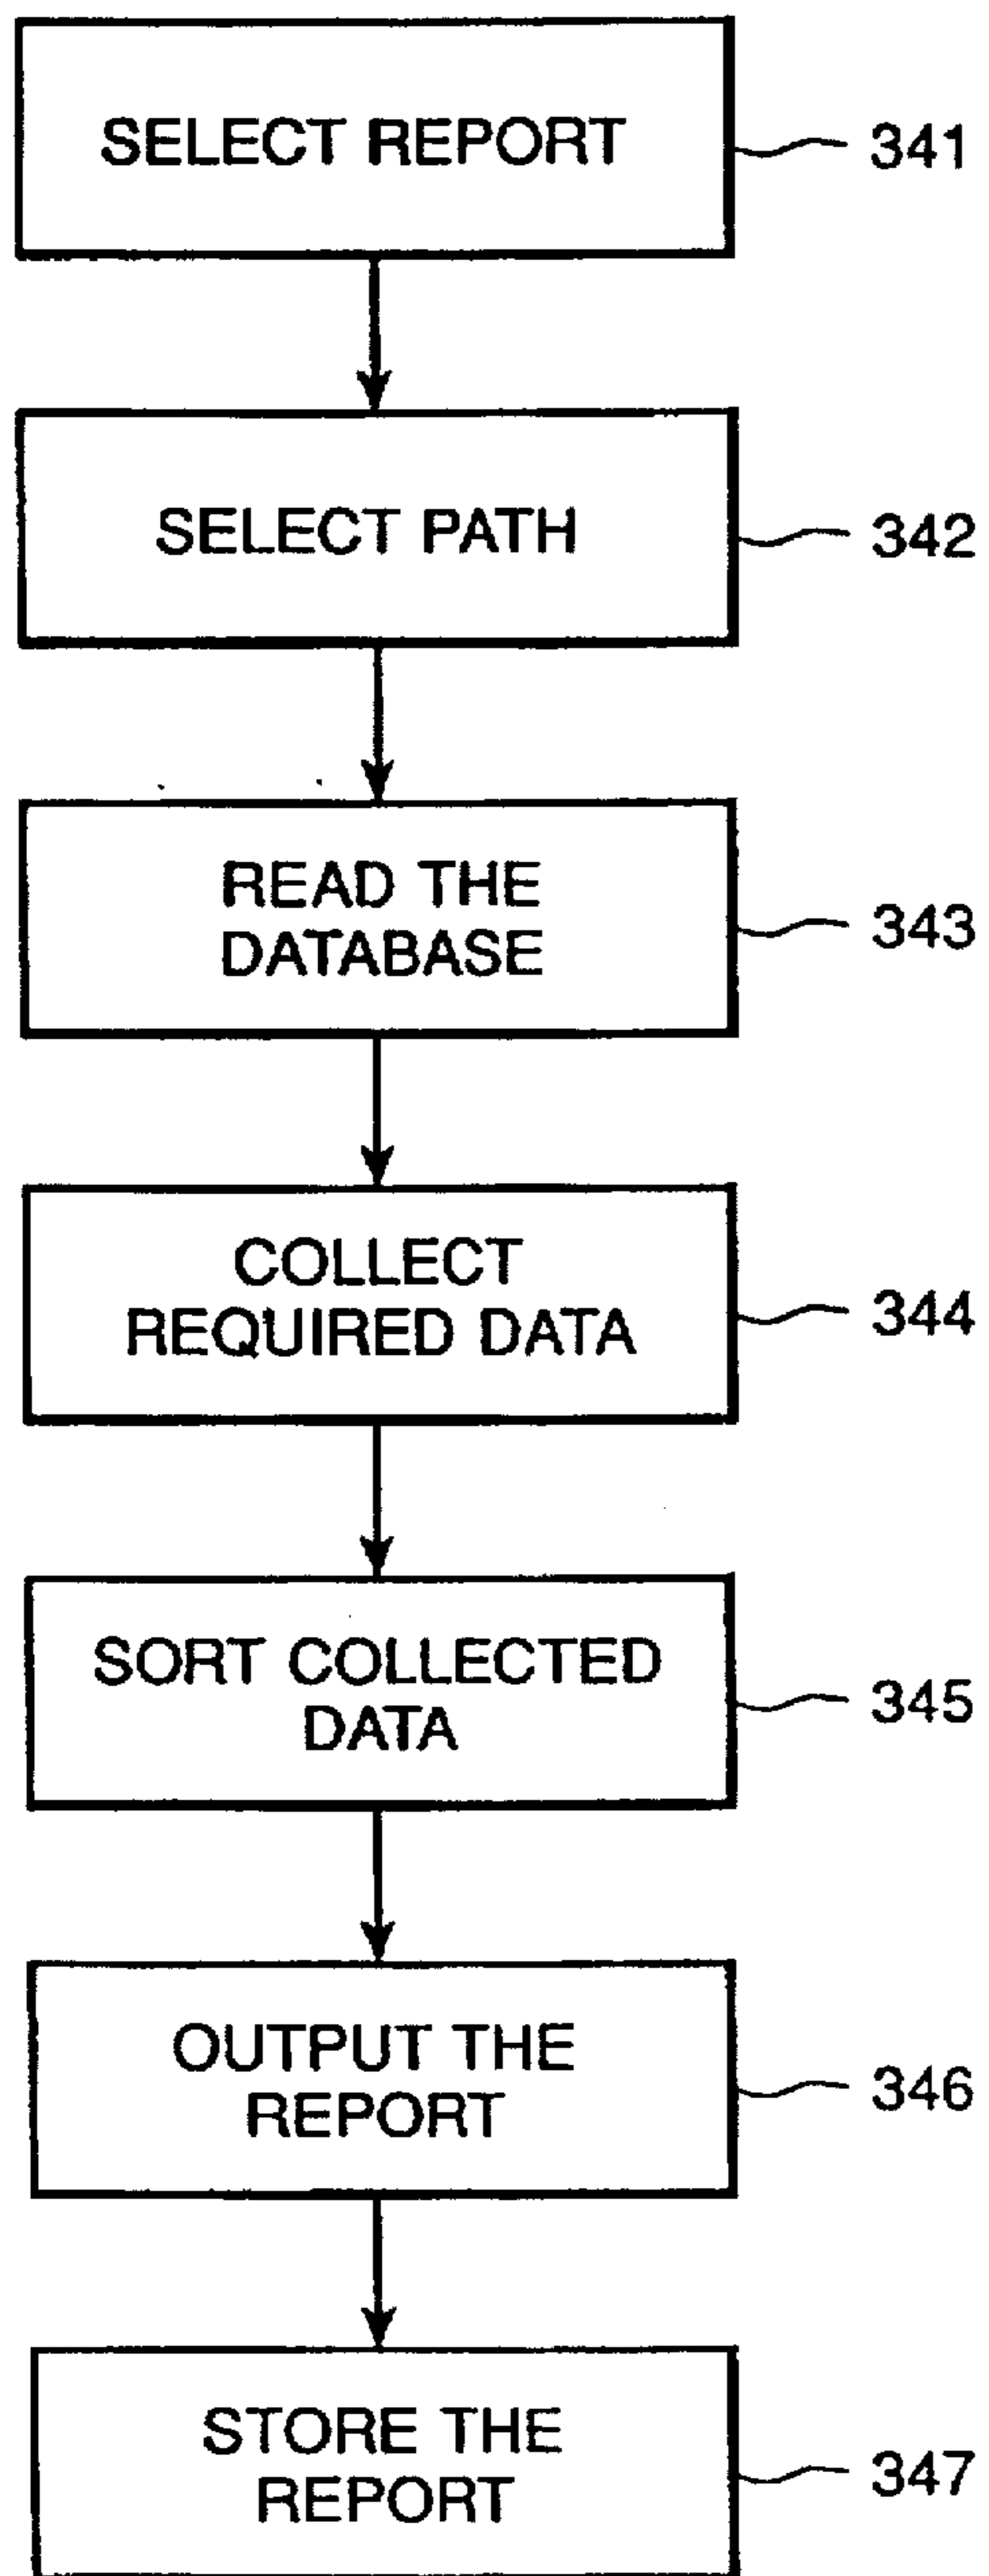 SELECT REPORT
341
SELECT PATH
342
READ THE
DATABASE
343
COLLECT
REQUIRED DATA
344
SORT COLLECTED
DATA
345
OUTPUT THE
REPORT
346
STORE THE
REPORT
347